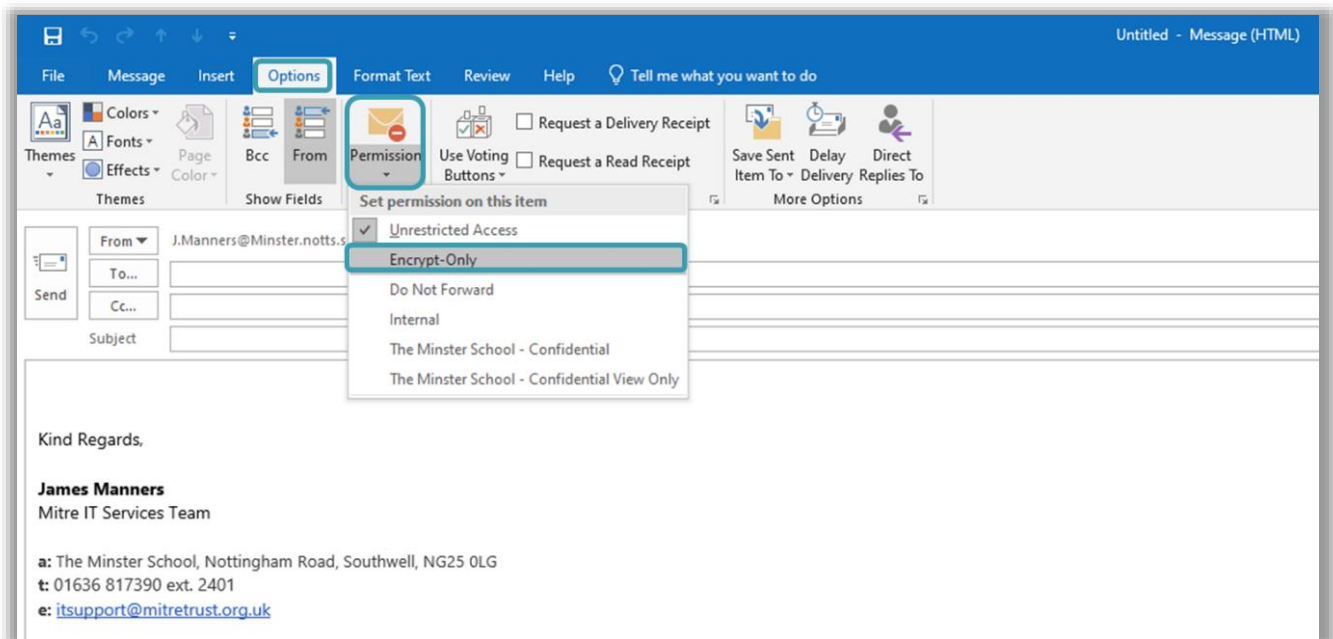 Untitled - Message (HTML)
File Message Insert Options Format Text Review Help Tell me what you want to do
Aa
Themes
Colors
A Fonts
Effects
Page
Color
Themes
Bcc
From
Show Fields
Permission
Use Voting
Buttons
Request a Delivery Receipt
Request a Read Receipt
Save Sent
Item To
Delay
Delivery
Direct
Replies To
More Options
Set permission on this item
Unrestricted Access
Encrypt-Only
Do Not Forward
Internal
The Minster School - Confidential
The Minster School - Confidential View Only
Send
From
J.Manners@Minster.notts.s
To...
Cc...
Subject
Kind Regards,
James Manners
Mitre IT Services Team
a: The Minster School, Nottingham Road, Southwell, NG25 0LG
t: 01636 817390 ext. 2401
e: itsupport@mitretrust.org.uk